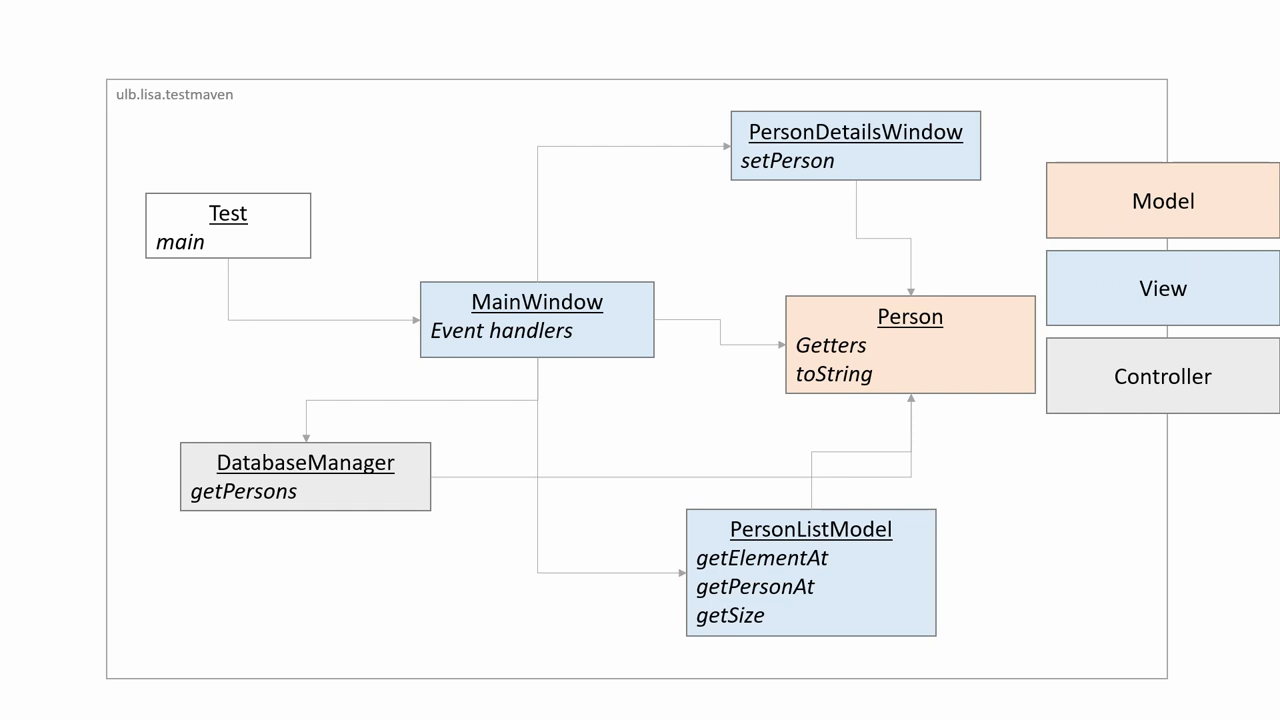 ulb.lisa.testmaven
PersonDetailsWindow
setPerson
Test
main
MainWindow
Event handlers
Person
Getters
toString
DatabaseManager
getPersons
PersonListModel
getElementAt
getPersonAt
getSize
Model
View
Controller